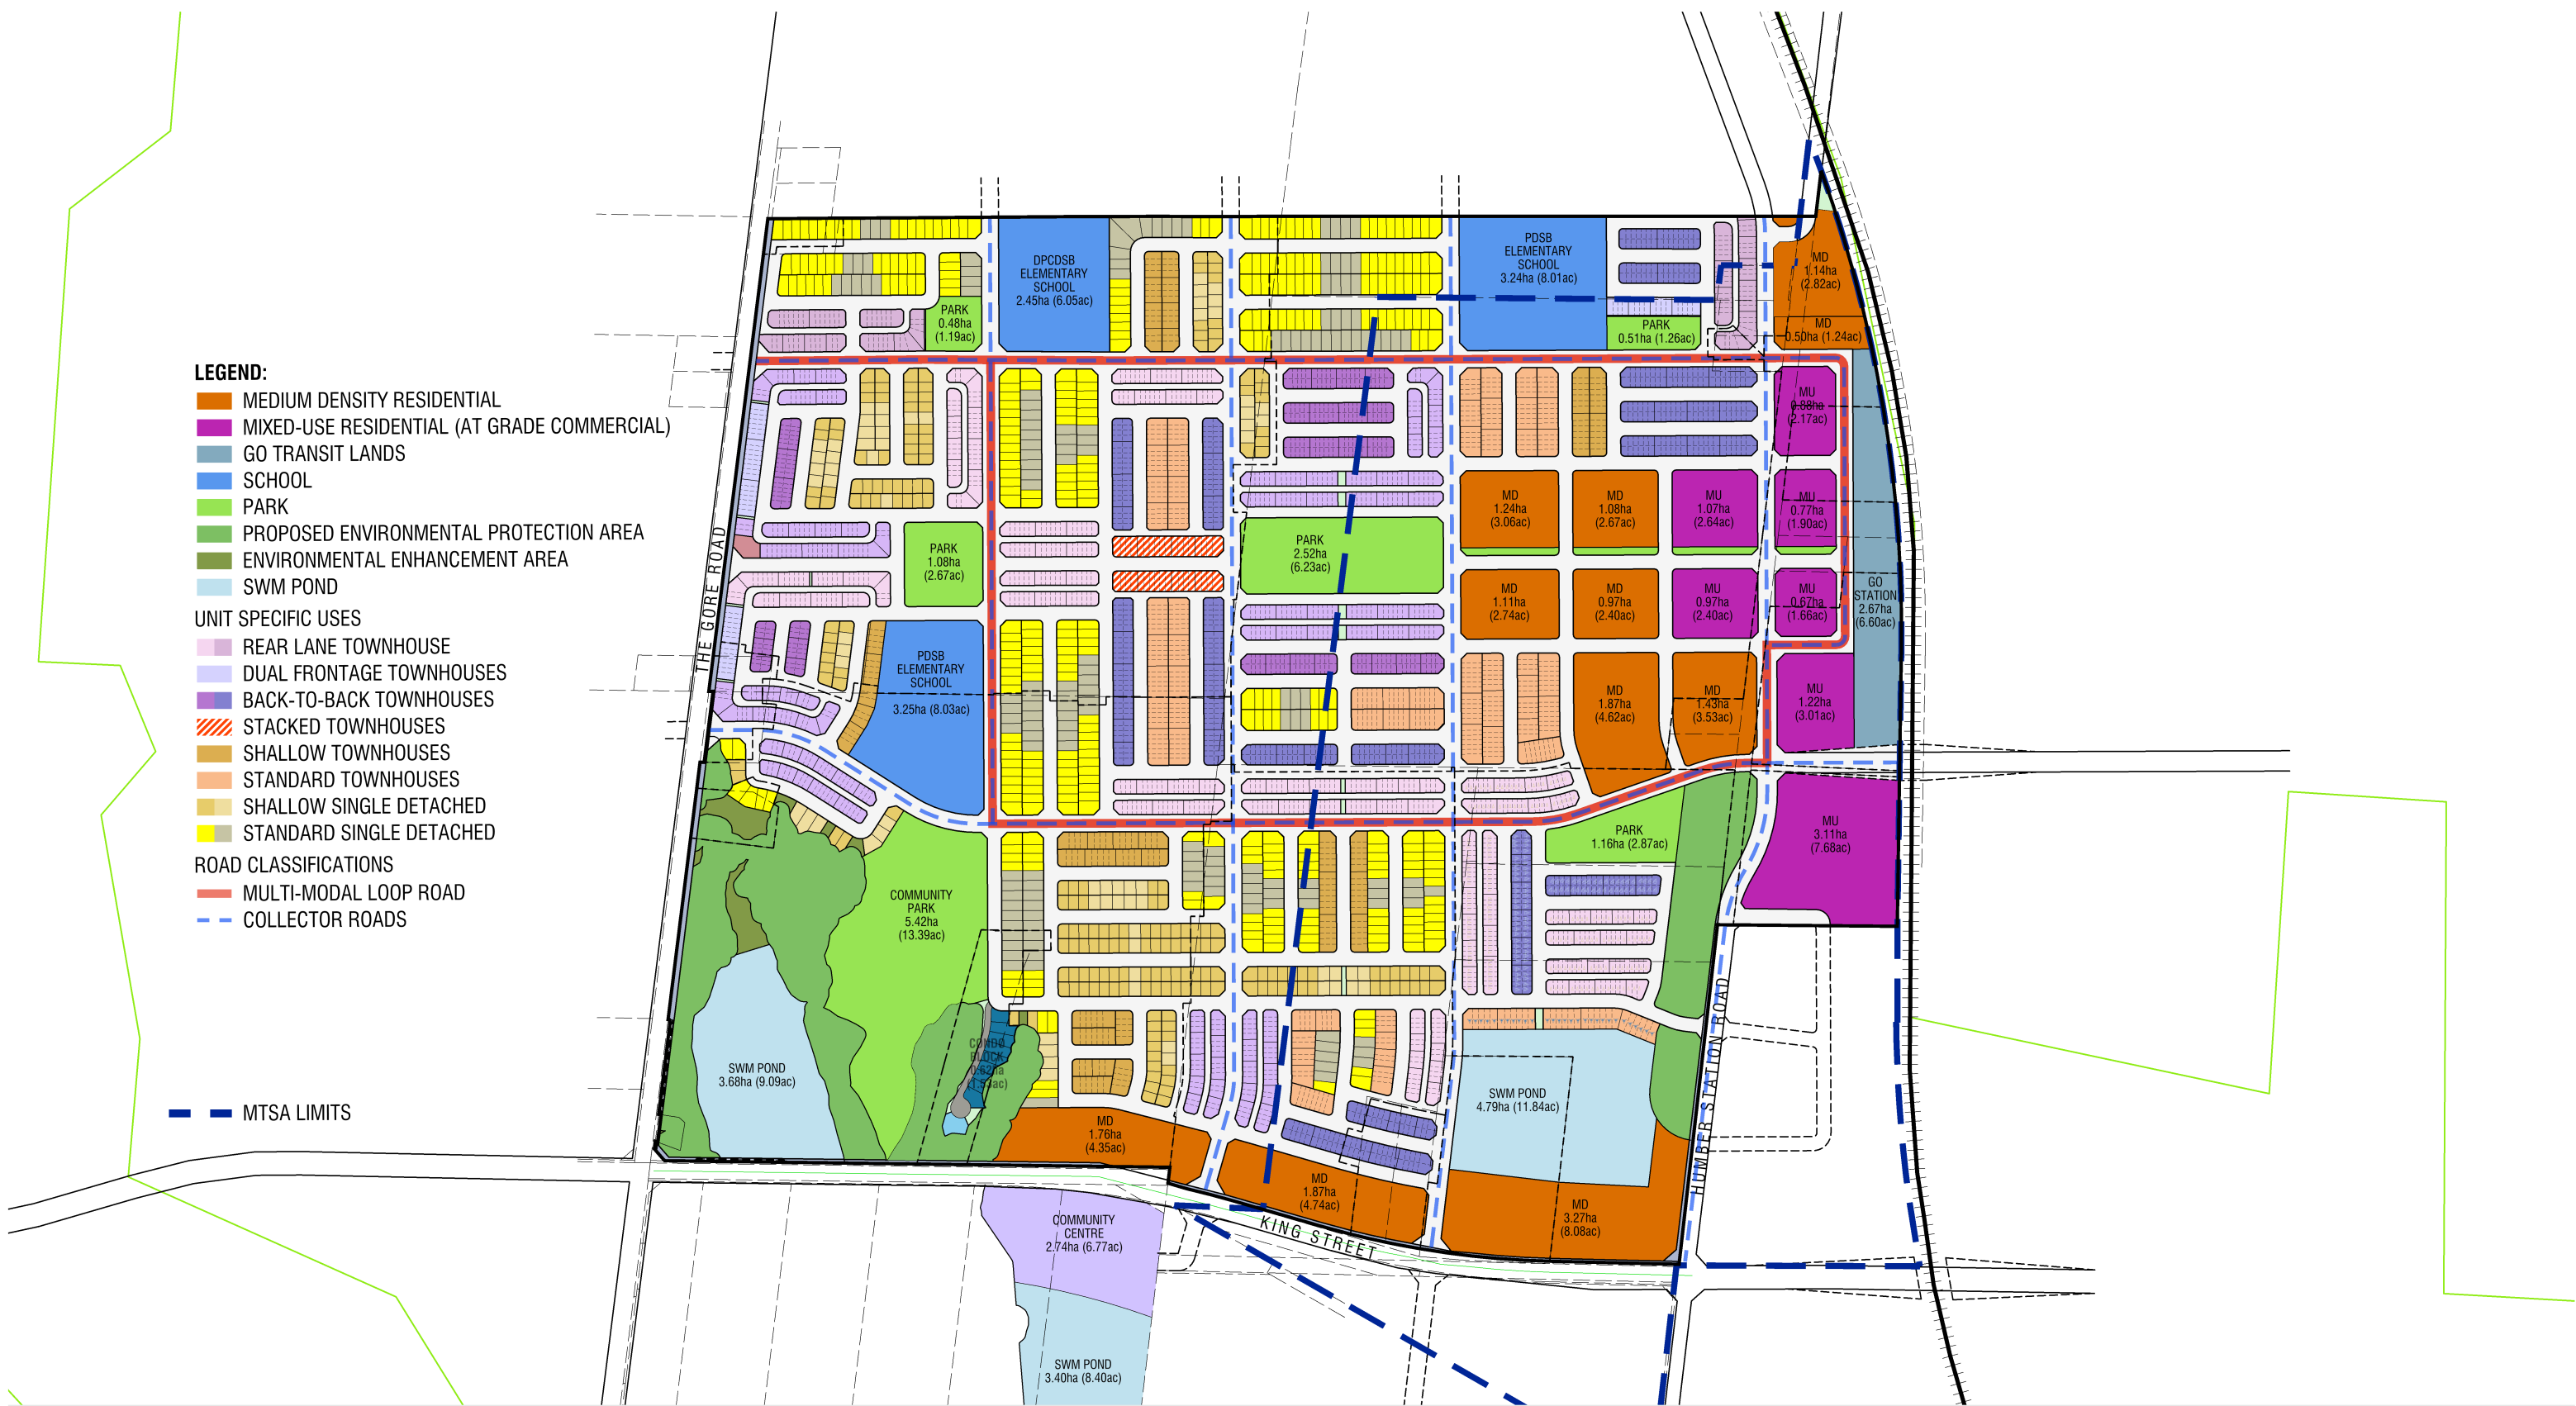 LEGEND:
MEDIUM DENSITY RESIDENTIAL
MIXED-USE RESIDENTIAL (AT GRADE COMMERCIAL)
GO TRANSIT LANDS
SCHOOL
PARK
PROPOSED ENVIRONMENTAL PROTECTION AREA
ENVIRONMENTAL ENHANCEMENT AREA
SWM POND
UNIT SPECIFIC USES
REAR LANE TOWNHOUSE
DUAL FRONTAGE TOWNHOUSES
BACK-TO-BACK TOWNHOUSES
STACKED TOWNHOUSES
SHALLOW TOWNHOUSES
STANDARD TOWNHOUSES
SHALLOW SINGLE DETACHED
STANDARD SINGLE DETACHED
ROAD CLASSIFICATIONS
MULTI-MODAL LOOP ROAD
COLLECTOR ROADS
MTSA LIMITS
THE GORE ROAD
DPCDSB
ELEMENTARY
SCHOOL
2.45ha (6.05ac)
PDSB
ELEMENTARY
SCHOOL
3.24ha (8.01ac)
MD
1.14ha
(2.82ac)
PARK
0.48ha
(1.19ac)
PARK
0.51ha (1.26ac)
MD
0.50ha (1.24ac)
MU
0.88ha
(2.17ac)
MD
1.24ha
(3.06ac)
MD
1.08ha
(2.67ac)
MU
1.07ha
(2.64ac)
MU
0.77ha
(1.90ac)
PARK
1.08ha
(2.67ac)
PARK
2.52ha
(6.23ac)
MD
1.11ha
(2.74ac)
MD
0.97ha
(2.40ac)
MU
0.97ha
(2.40ac)
MU
0.67ha
(1.66ac)
GO
STATION
2.67ha
(6.60ac)
PDSB
ELEMENTARY
SCHOOL
3.25ha (8.03ac)
MD
1.87ha
(4.62ac)
MD
1.43ha
(3.53ac)
MU
1.22ha
(3.01ac)
PARK
1.16ha (2.87ac)
MU
3.11ha
(7.68ac)
COMMUNITY
PARK
5.42ha
(13.39ac)
CONDO
BLOCK
0.62ha
(1.53ac)
SWM POND
3.68ha (9.09ac)
SWM POND
4.79ha (11.84ac)
HUMBER STATION ROAD
MD
1.76ha
(4.35ac)
MD
1.87ha
(4.74ac)
MD
3.27ha
(8.08ac)
KING STREET
COMMUNITY
CENTRE
2.74ha (6.77ac)
SWM POND
3.40ha (8.40ac)